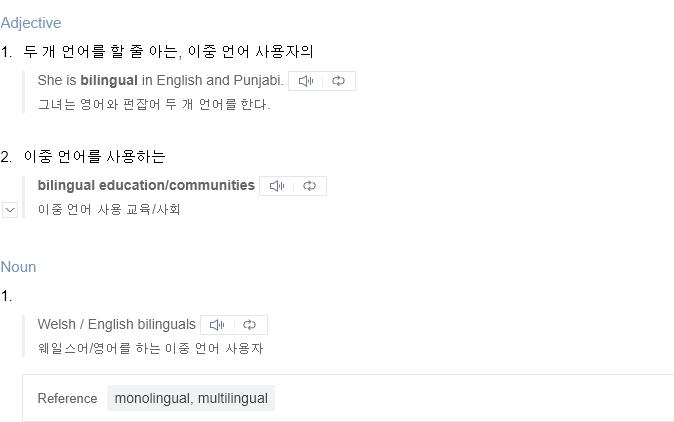 Adjective
1. 두 개 언어를 할 줄 아는, 이중 언어 사용자의
She is bilingual in English and Punjabi.
그녀는 영어와 펀잡어 두 개 언어를 한다.
2. 이중 언어를 사용하는
bilingual education/communities
이중 언어 사용 교육/사회
Noun
1.
Welsh / English bilinguals
웨일스어/영어를 하는 이중 언어 사용자
Reference monolingual, multilingual